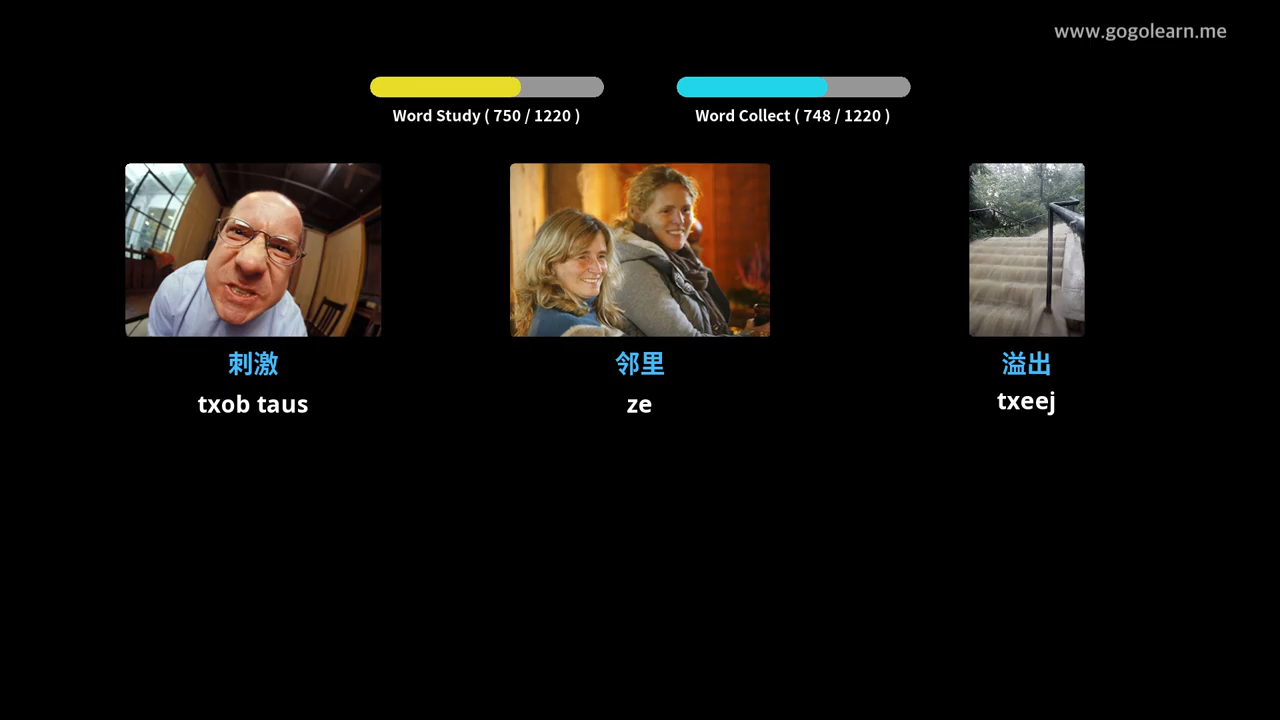 www.gogolearn.me
Word Study ( 750 / 1220 )
Word Collect ( 748 / 1220 )
刺激
邻里
溢出
txob taus
ze
txeej